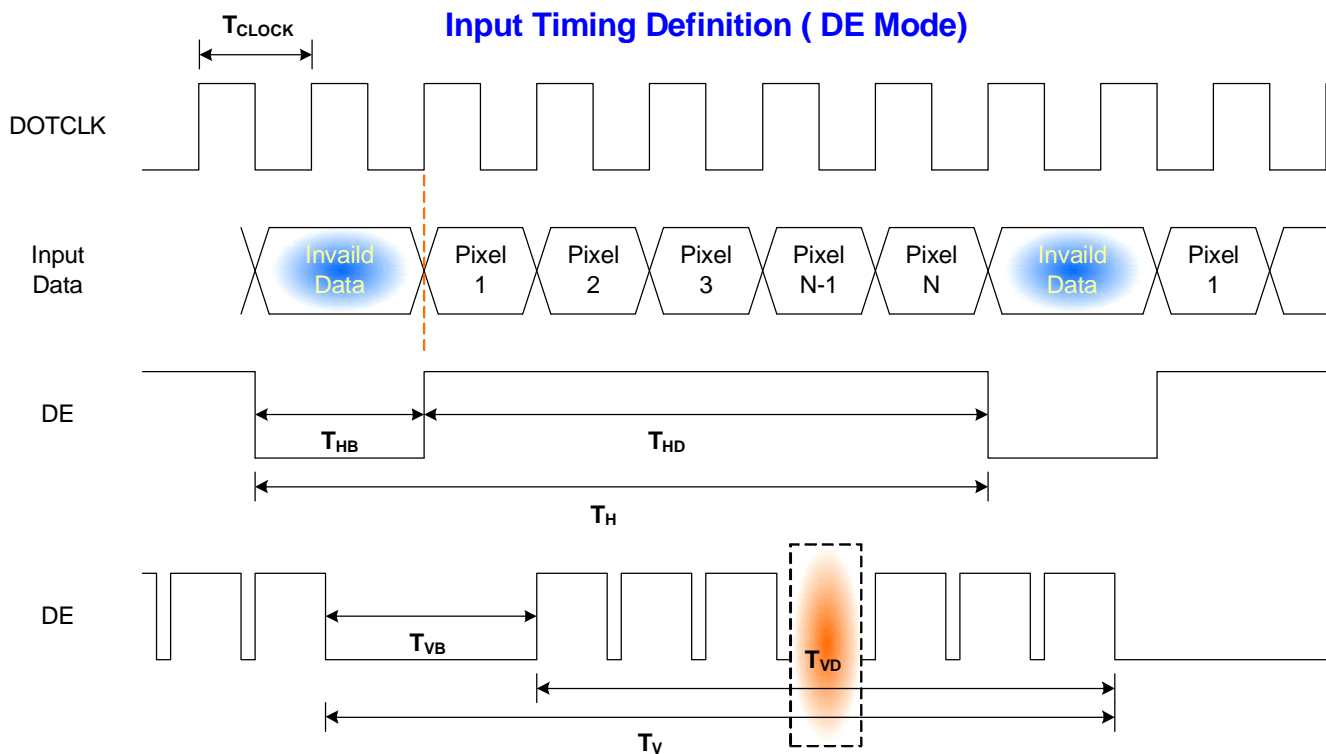 Input Timing Definition ( DE Mode)
TCLOCK
DOTCLK
Input
Data
Invaild
Data
Pixel
1
Pixel
2
Pixel
3
Pixel
N-1
Pixel
N
Invaild
Data
Pixel
1
DE
THB
THD
TH
DE
TVB
TVD
TV